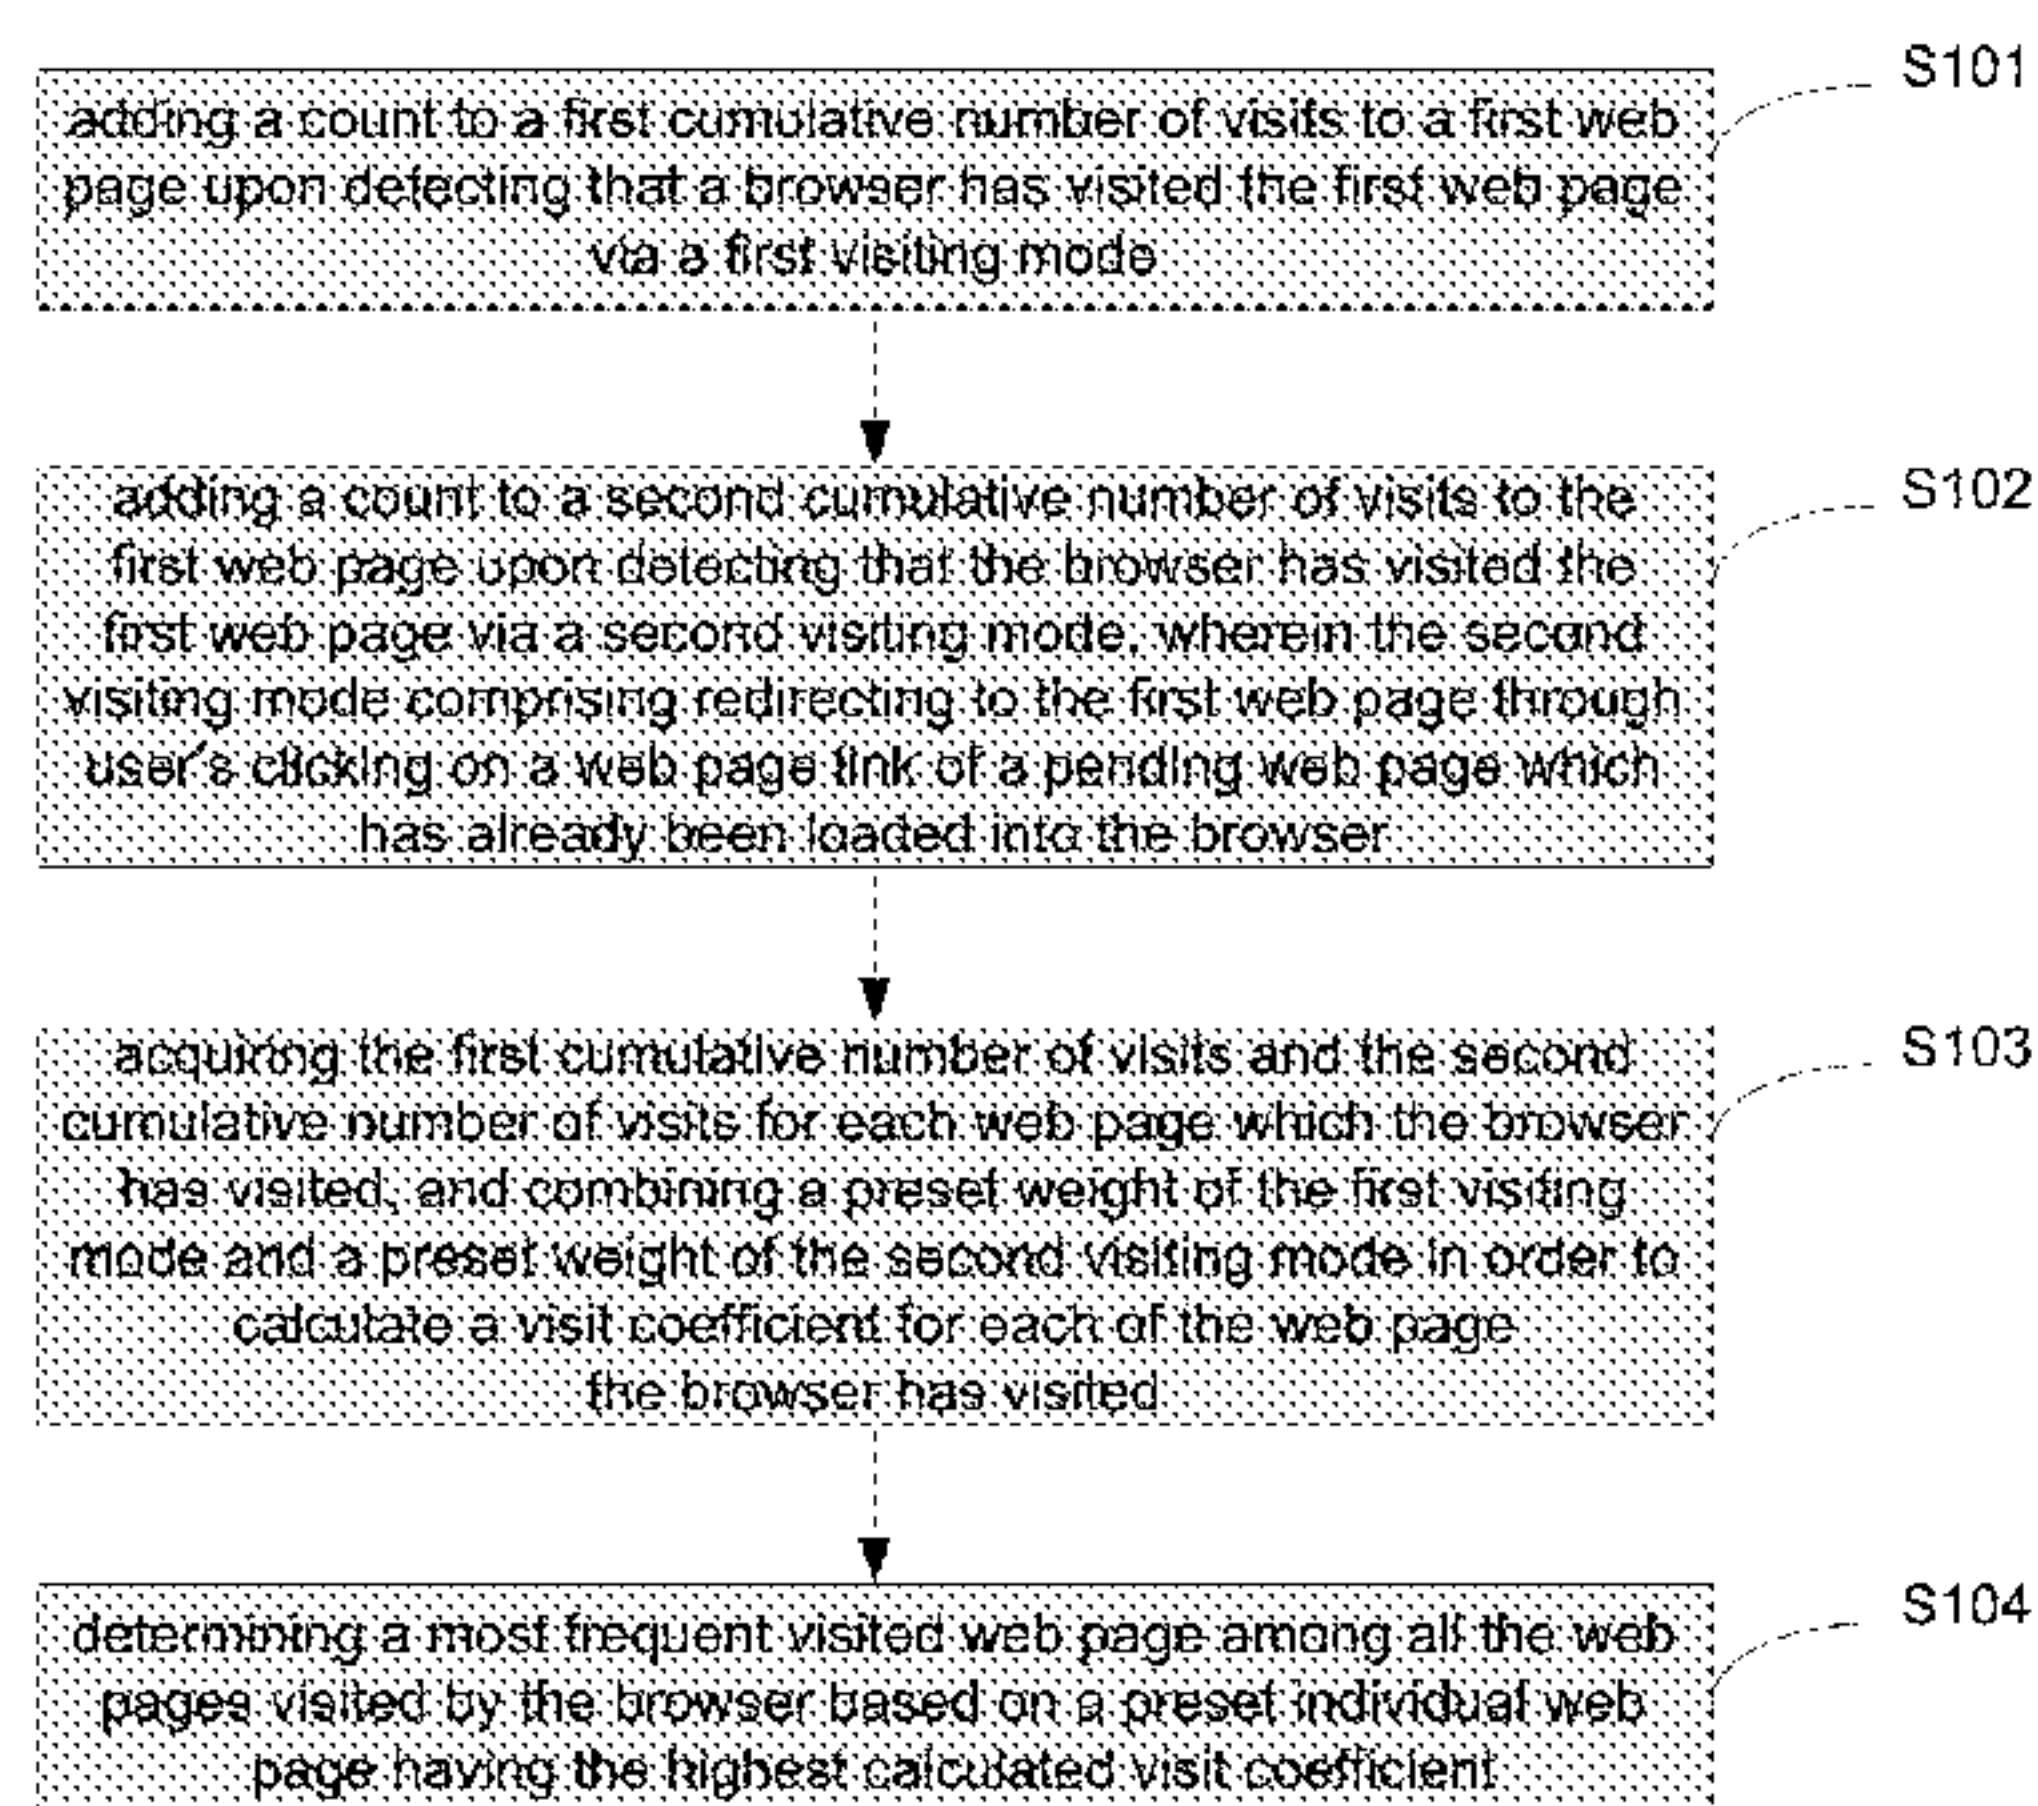 S101
adding a count to a first cumulative number of visits to a first web
page upon detecting that a browser has visited the first web page
via a first visiting mode
S102
adding a count to a second cumulative number of visits to the
first web page upon detecting that the browser has visited the
first web page via a second visiting mode, wherein the second
visiting mode comprising redirecting to the first web page through
user's clicking on a web page link of a pending web page which
has already been loaded into the browser
S103
acquiring the first cumulative number of visits and the second
cumulative number of visits for each web page which the browser
has visited, and combining a preset weight of the first visiting
mode and a preset weight of the second visiting mode in order to
calculate a visit coefficient for each of the web page
the browser has visited
S104
determining a most frequent visited web page among all the web
pages visited by the browser based on a preset individual web
page having the highest calculated visit coefficient